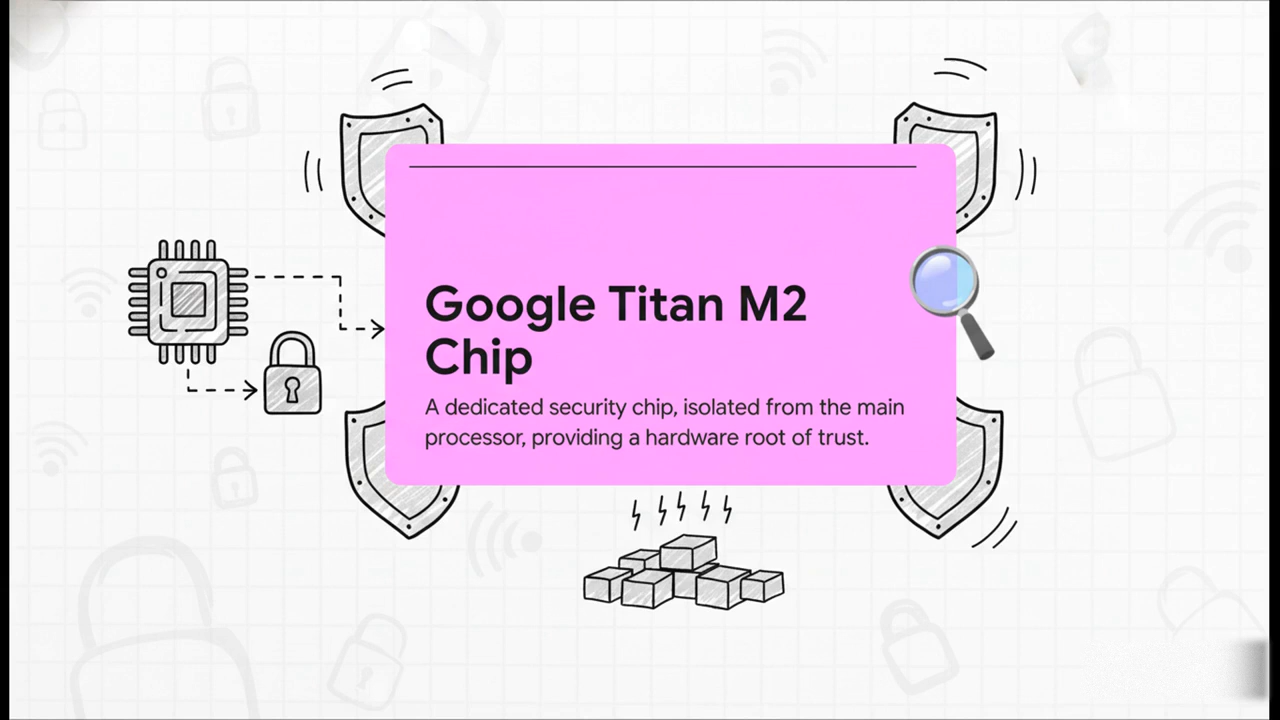 Google Titan M2
Chip
A dedicated security chip, isolated from the main
processor, providing a hardware root of trust.